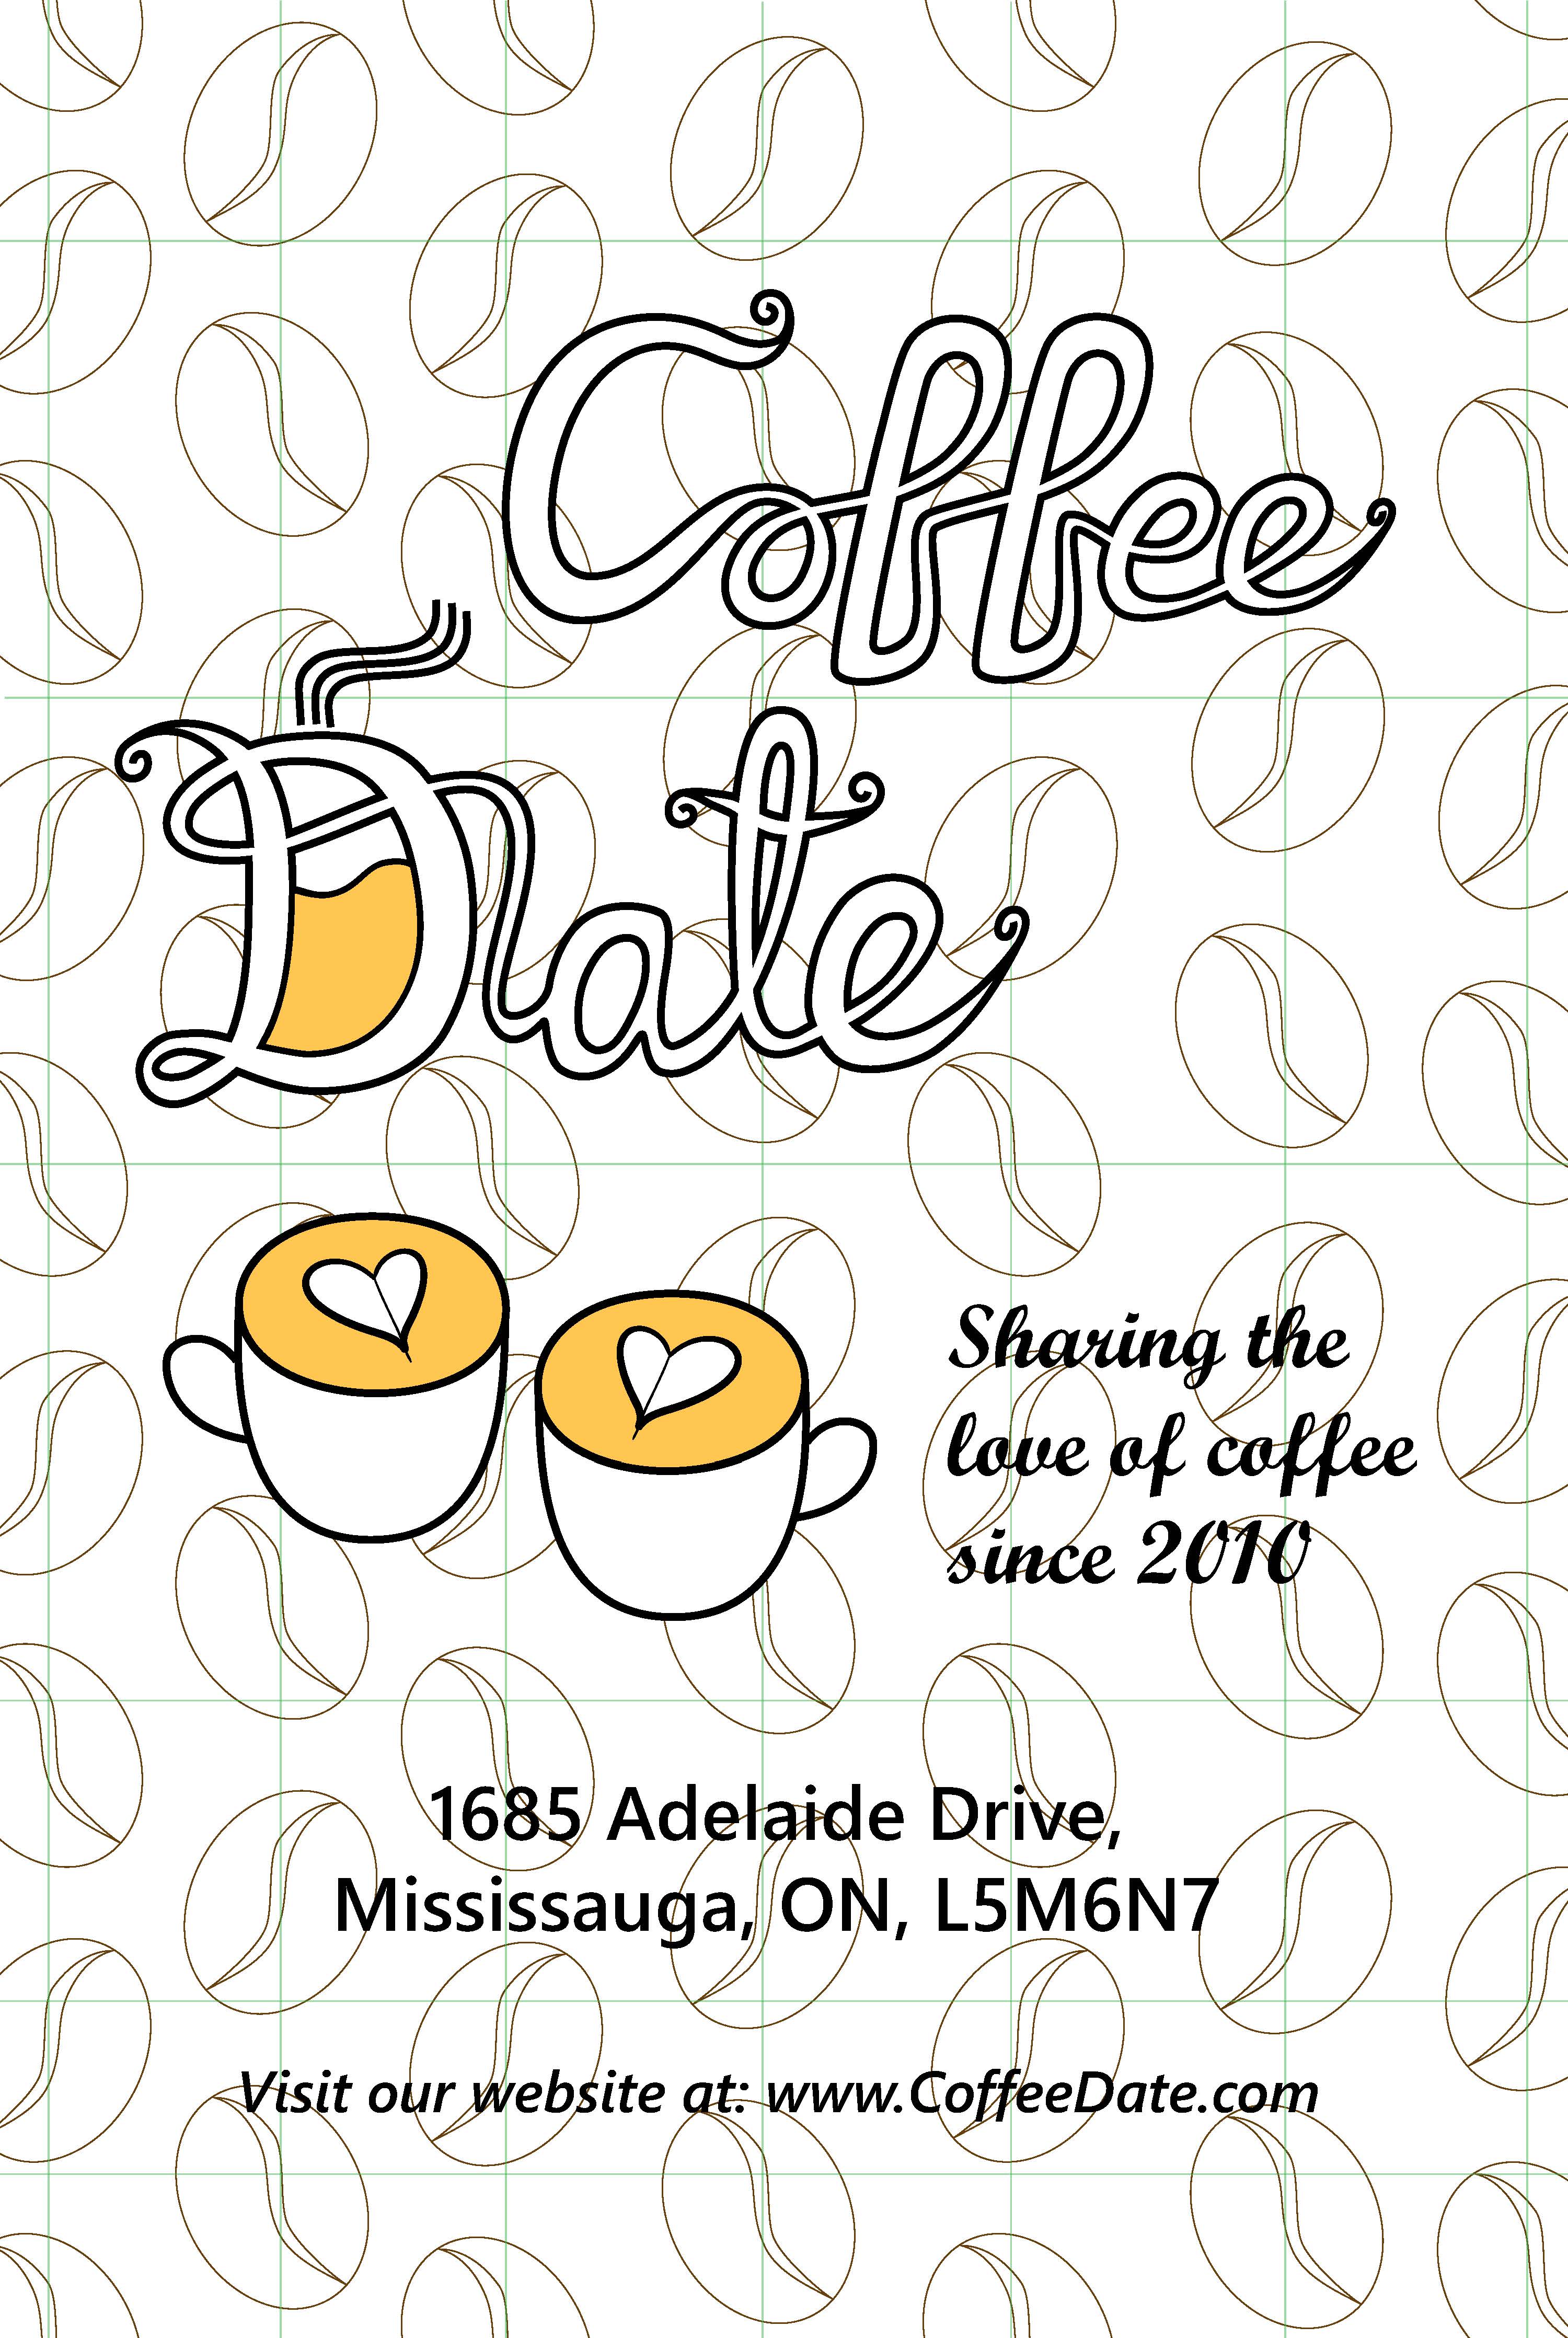 Coffee
Date
Sharing the
love of coffee
since 2010
1685 Adelaide Drive,
Mississauga, ON, L5M6N7
Visit our website at: www.CoffeeDate.com